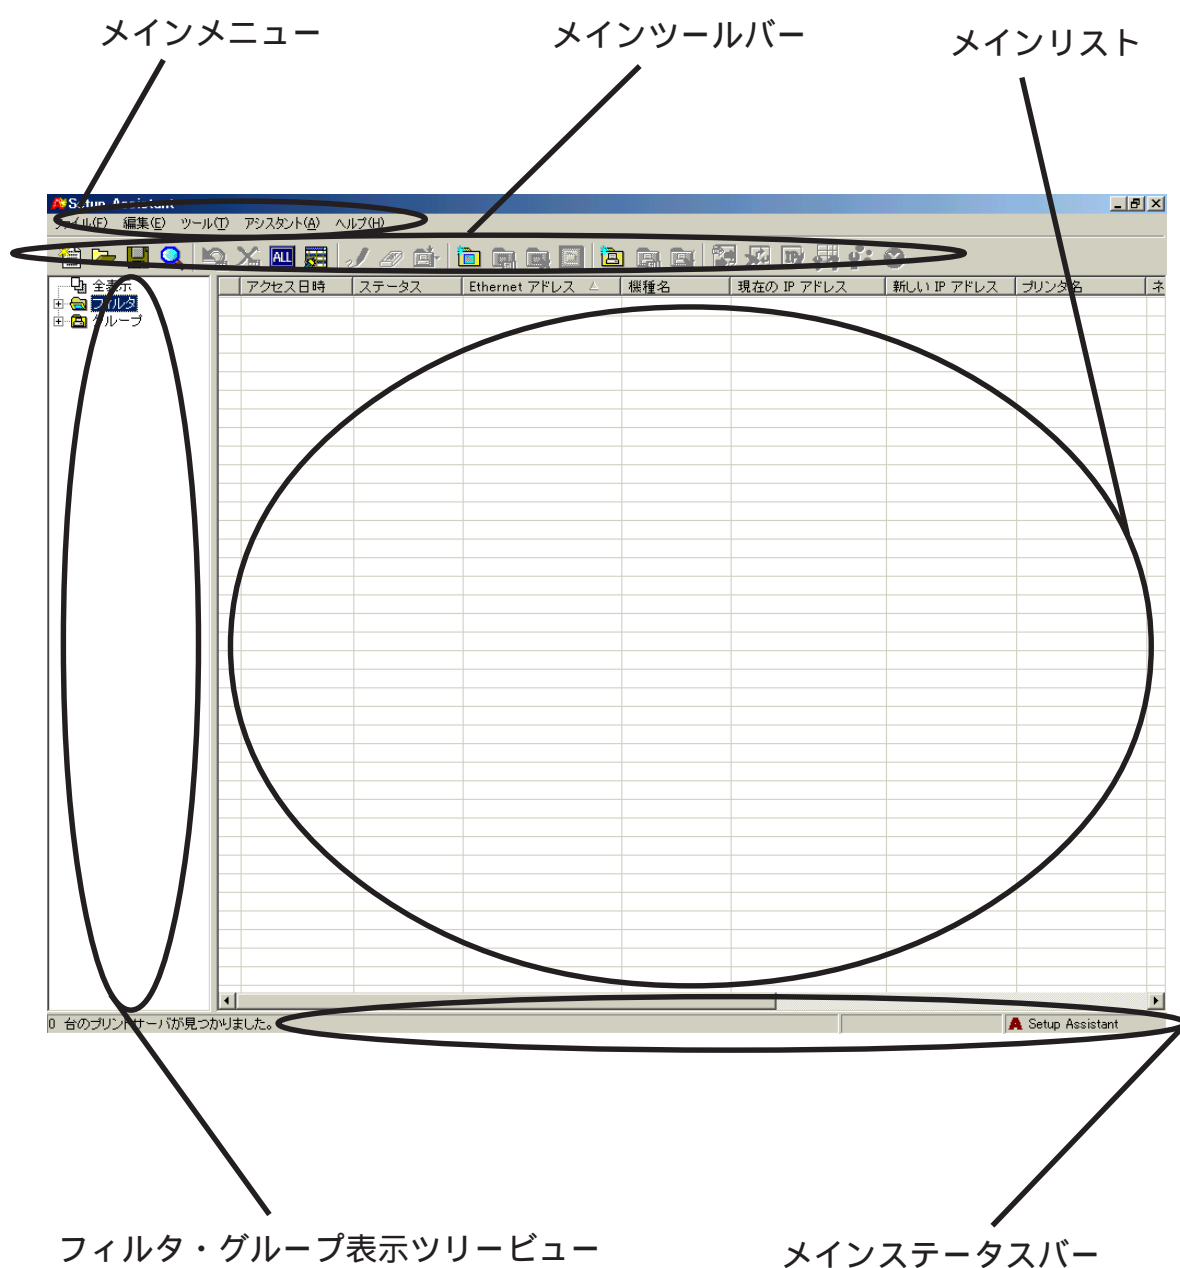 メインメニュー
メインツールバー
メインリスト
Setup Assistant
ファイル(F) 編集(E) ツール(T) アシスタント(A) ヘルプ(H)
ALL
IP
全表示
フィルタ
グループ
アクセス日時 ステータス Ethernet アドレス 機種名 現在の IP アドレス 新しい IP アドレス プリンタ名 ネ
0 台のプリントサーバが見つかりました。
Setup Assistant
フィルタ・グループ表示ツリービュー
メインステータスバー